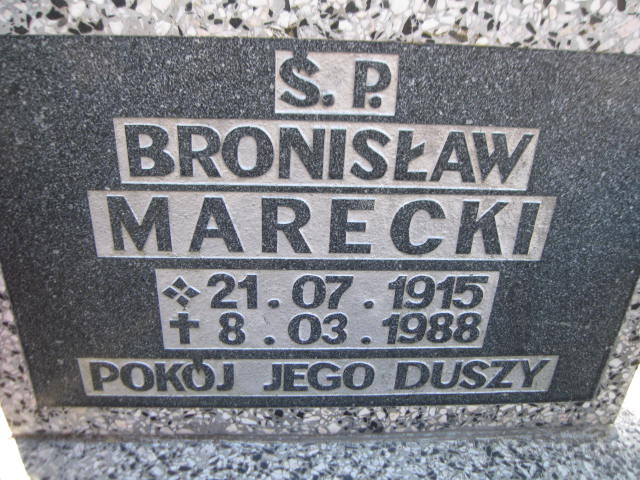 Ś.P.
BRONISŁAW
MARECKI
21.07.1915
✝ 8.03.1988
POKÓJ JEGO DUSZY